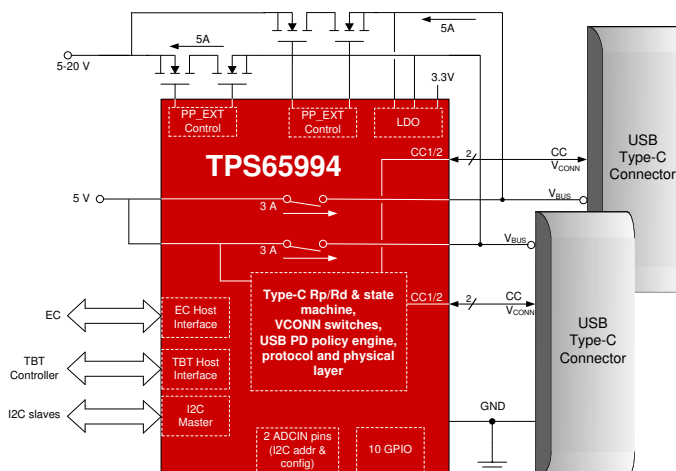 5A
5A
5-20 V
3.3V
PP_EXT
Control
PP_EXT
Control
LDO
USB
Type-C
Connector
TPS65994
CC1/2
2
CC
VCONN
5 V
3 A
VBUS
3 A
VBUS
Type-C Rp/Rd & state
machine,
VCONN switches,
USB PD policy engine,
protocol and physical
layer
CC1/2
2
CC
VCONN
USB
Type-C
Connector
EC
EC Host
Interface
TBT
Controller
TBT Host
Interface
I2C slaves
I2C
Master
GND
2 ADCIN pins
(I2C addr &
config)
10 GPIO